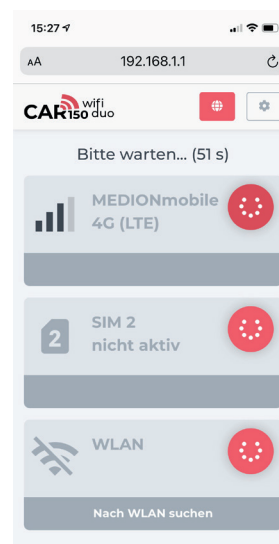 15:27
AA
192.168.1.1
CAR150 wifi duo
Bitte warten... (51 s)
MEDIONmobile
4G (LTE)
2
SIM 2
nicht aktiv
WLAN
Nach WLAN suchen